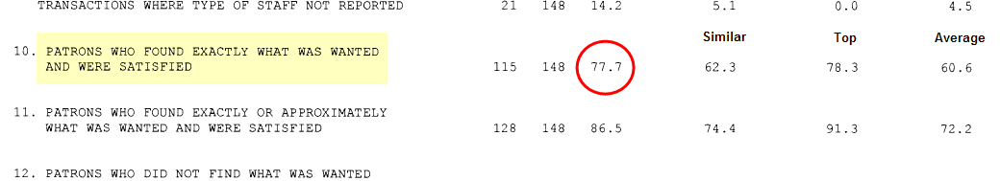 TRANSACTIONS WHERE TYPE OF STAFF NOT REPORTED 21 148 14.2 5.1 0.0 4.5
Similar Top Average
10. PATRONS WHO FOUND EXACTLY WHAT WAS WANTED
AND WERE SATISFIED 115 148 77.7 62.3 78.3 60.6
11. PATRONS WHO FOUND EXACTLY OR APPROXIMATELY
WHAT WAS WANTED AND WERE SATISFIED 128 148 86.5 74.4 91.3 72.2
12. PATRONS WHO DID NOT FIND WHAT WAS WANTED